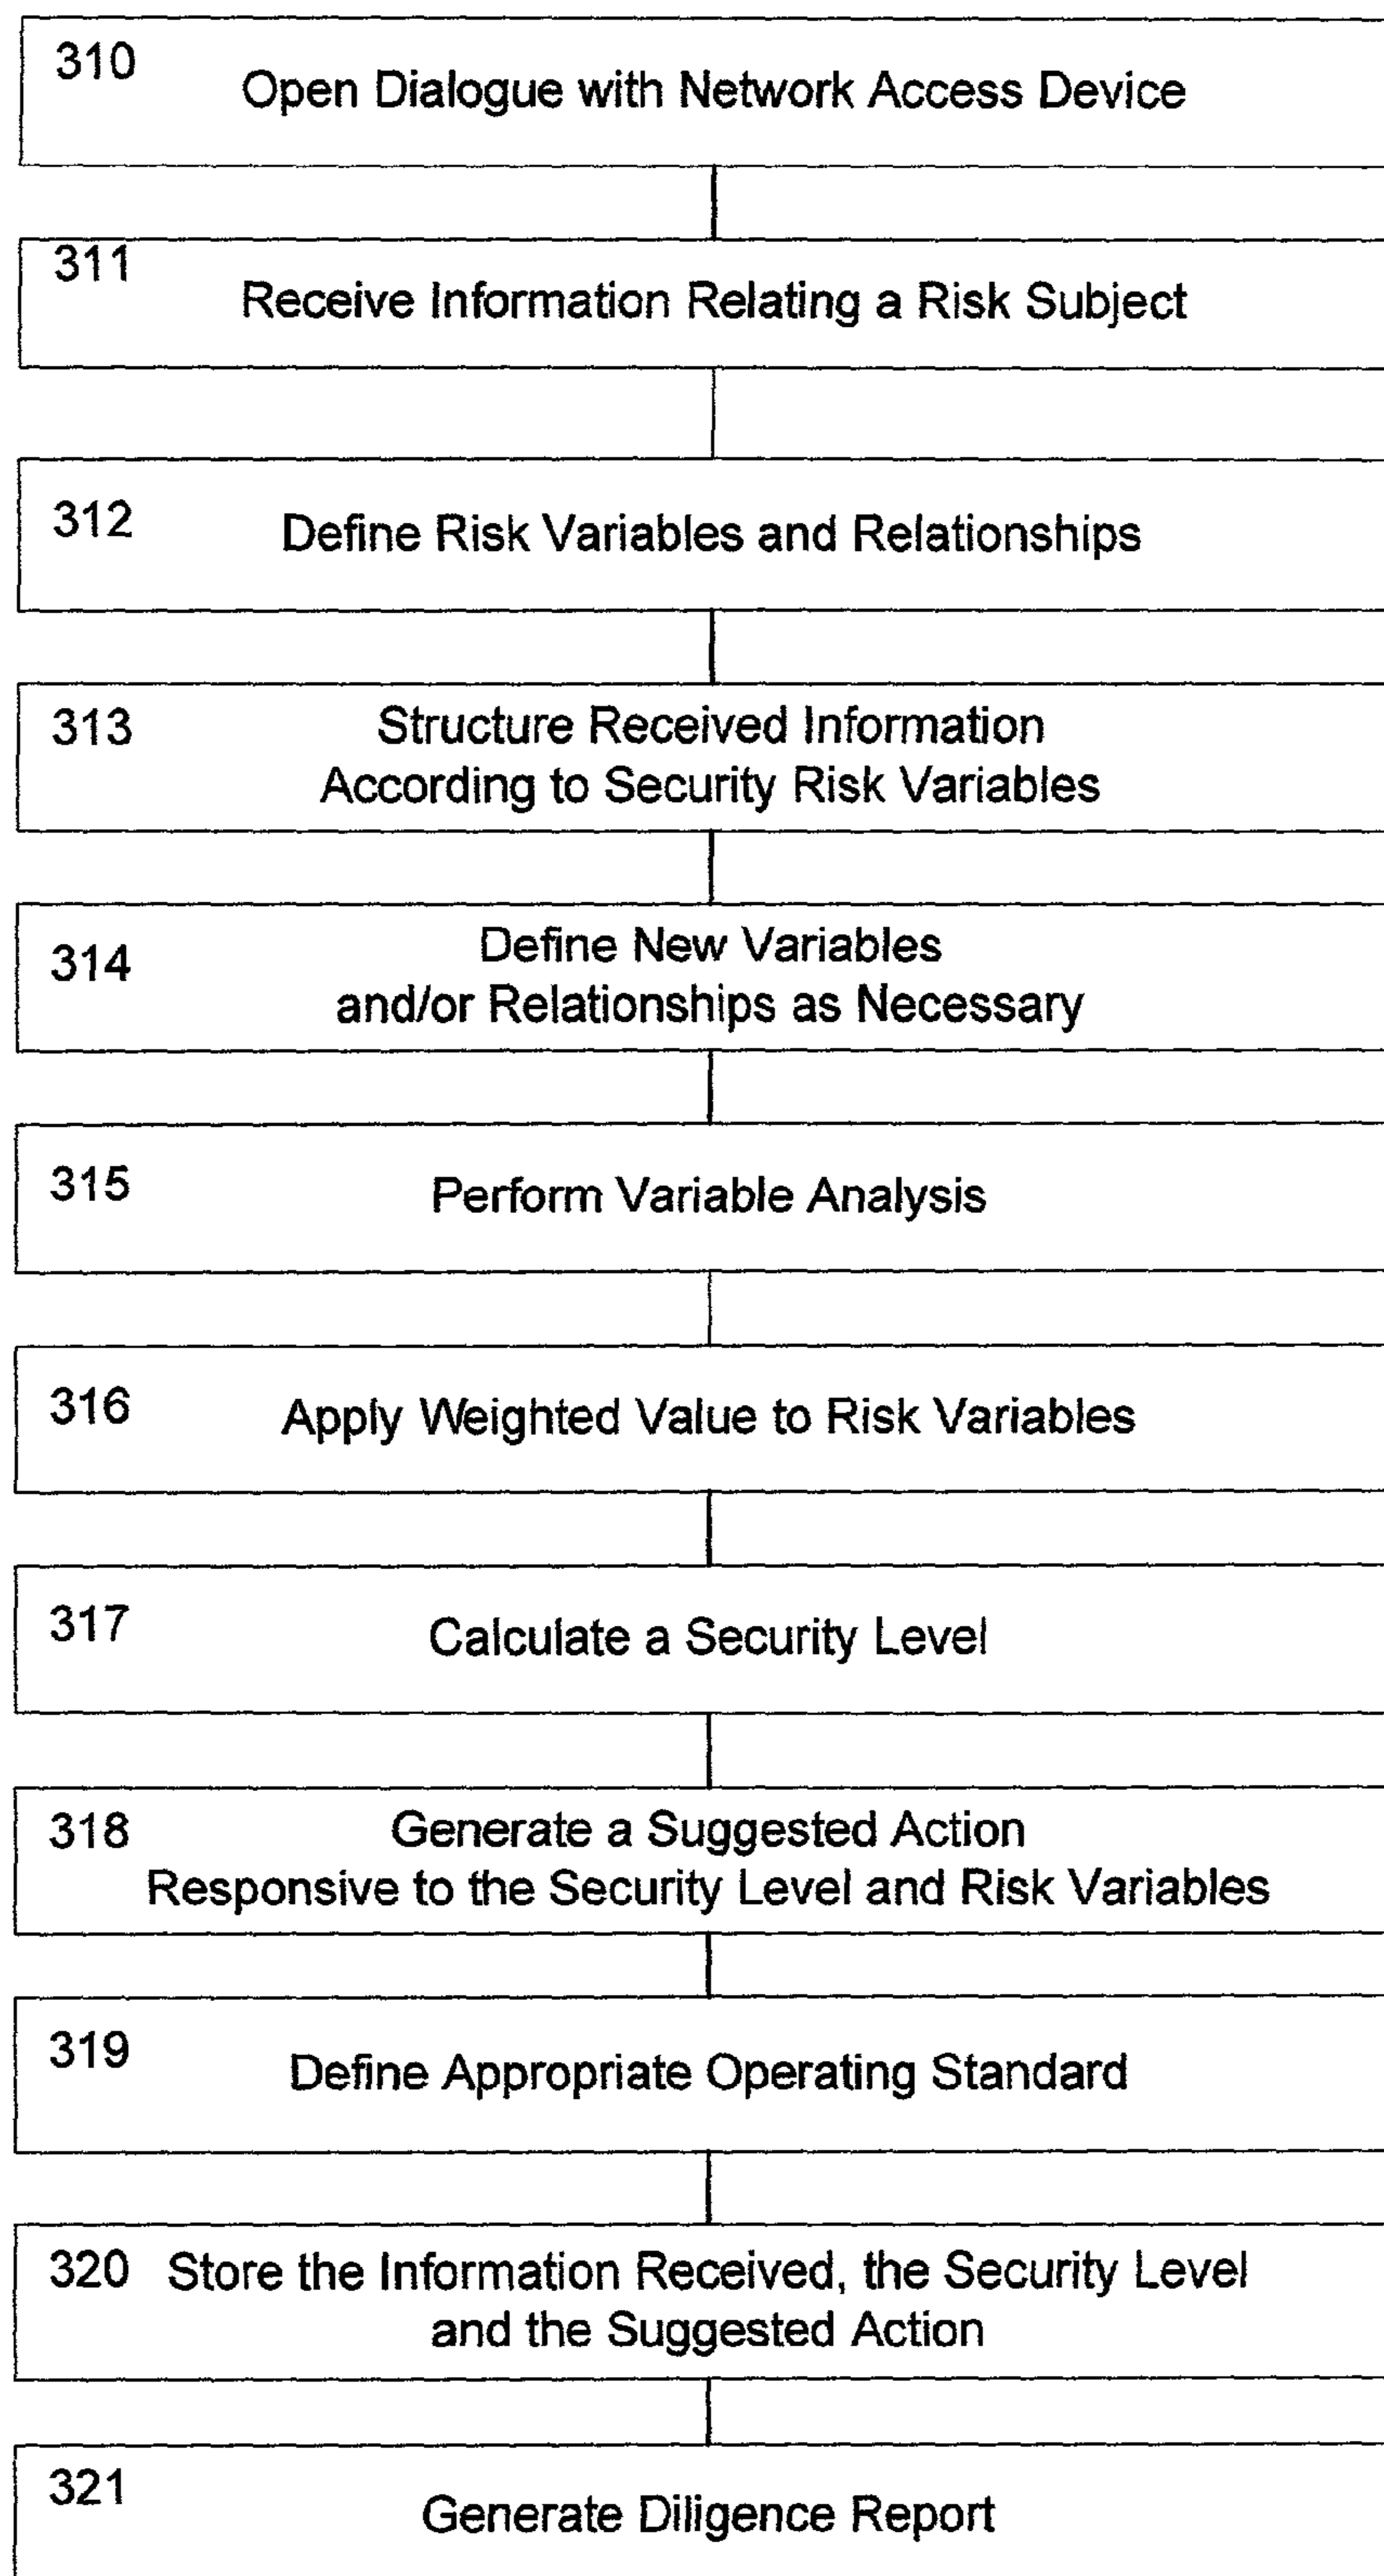 310
Open Dialogue with Network Access Device
311
Receive Information Relating a Risk Subject
312
Define Risk Variables and Relationships
313
Structure Received Information
According to Security Risk Variables
314
Define New Variables
and/or Relationships as Necessary
315
Perform Variable Analysis
316
Apply Weighted Value to Risk Variables
317
Calculate a Security Level
318
Generate a Suggested Action
Responsive to the Security Level and Risk Variables
319
Define Appropriate Operating Standard
320
Store the Information Received, the Security Level
and the Suggested Action
321
Generate Diligence Report